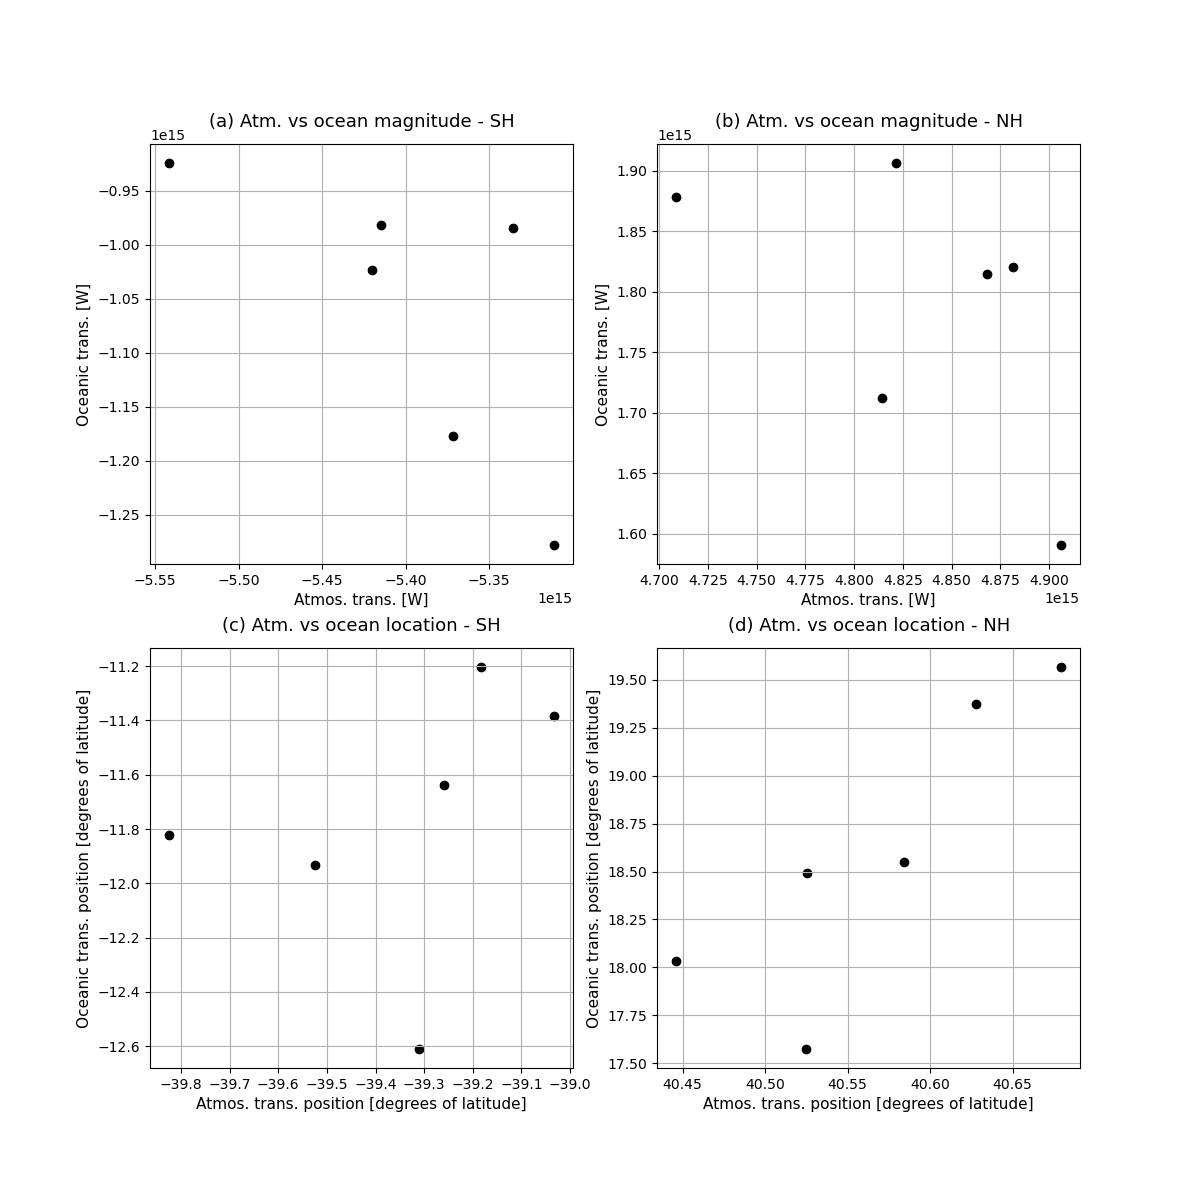 (a) Atm. vs ocean magnitude - SH
1e15
−0.95
−1.00
−1.05
−1.10
−1.15
−1.20
−1.25
Oceanic trans. [W]
−5.55 −5.50 −5.45 −5.40 −5.35
Atmos. trans. [W]
1e15
(b) Atm. vs ocean magnitude - NH
1e15
1.90
1.85
1.80
1.75
1.70
1.65
1.60
Oceanic trans. [W]
4.700 4.725 4.750 4.775 4.800 4.825 4.850 4.875 4.900
Atmos. trans. [W]
1e15
(c) Atm. vs ocean location - SH
−11.2
−11.4
−11.6
−11.8
−12.0
−12.2
−12.4
−12.6
Oceanic trans. position [degrees of latitude]
−39.8 −39.7 −39.6 −39.5 −39.4 −39.3 −39.2 −39.1 −39.0
Atmos. trans. position [degrees of latitude]
(d) Atm. vs ocean location - NH
19.50
19.25
19.00
18.75
18.50
18.25
18.00
17.75
17.50
Oceanic trans. position [degrees of latitude]
40.45 40.50 40.55 40.60 40.65
Atmos. trans. position [degrees of latitude]